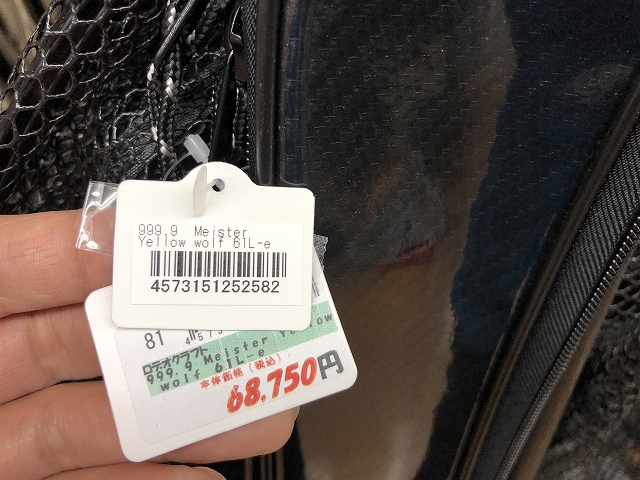 999.9 Meister
Yellow wolf 61L-e
4573151252582
81
ロデオクラフト
999.9 Meister Yellow
wolf 61L-e
本体価格（税込）
68.750円